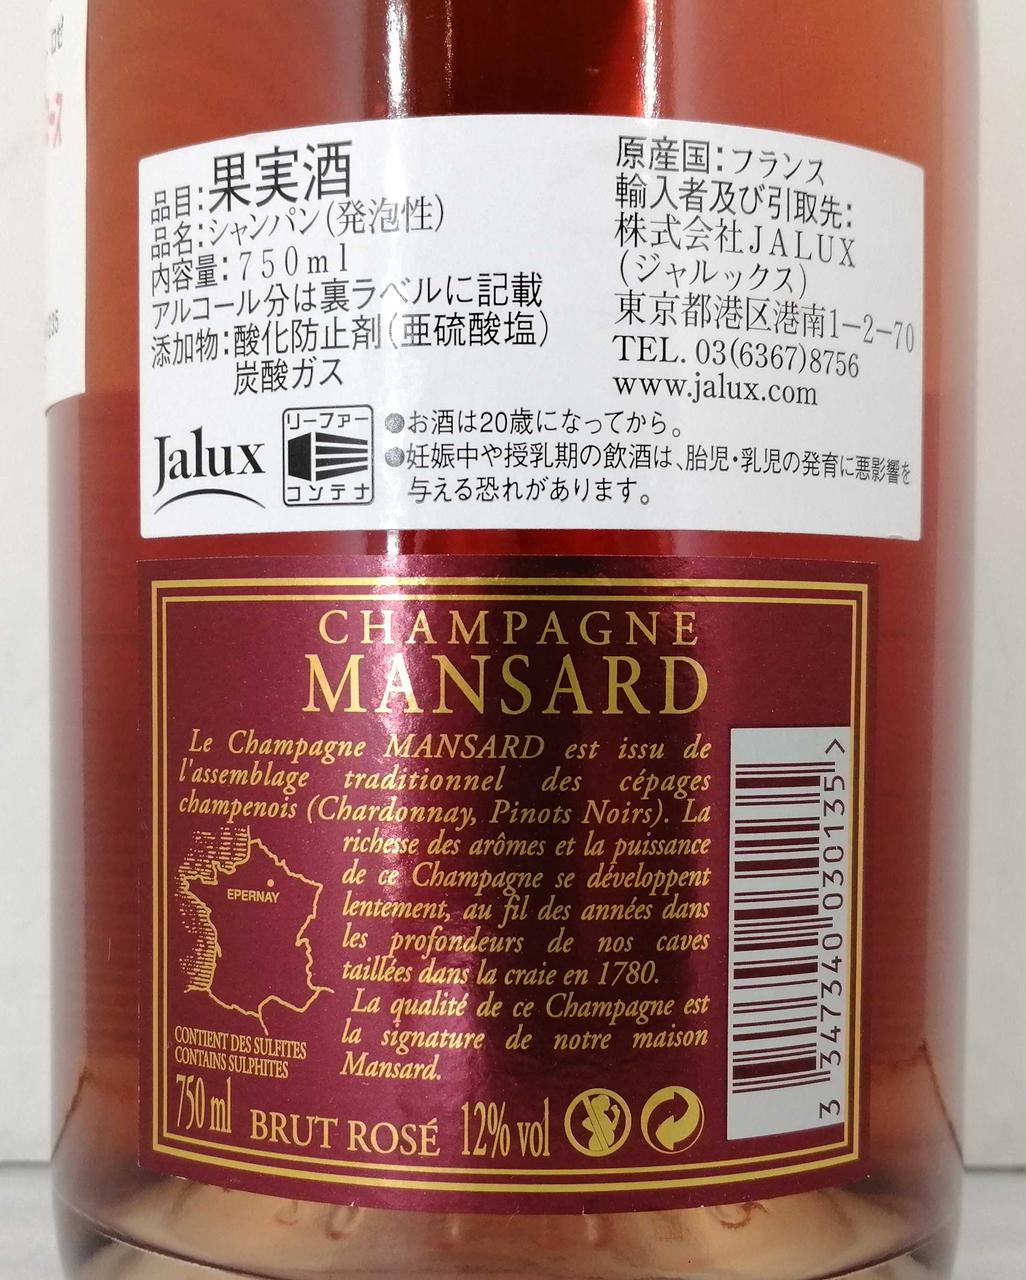 ロゼ
品目:果実酒
品名:シャンパン(発泡性)
内容量:750ml
アルコール分は裏ラベルに記載
添加物:酸化防止剤(亜硫酸塩)
炭酸ガス
原産国:フランス
輸入者及び引取先:
株式会社JALUX
(ジャルックス)
東京都港区港南1-2-70
TEL. 03(6367)8756
www.jalux.com
Jalux
リーファー
コンテナ
●お酒は20歳になってから。
●妊娠中や授乳期の飲酒は、胎児・乳児の発育に悪影響を
与える恐れがあります。
CHAMPAGNE
MANSARD
Le Champagne MANSARD est issu de
l'assemblage traditionnel des cépages
champenois (Chardonnay, Pinots Noirs). La
richesse des arômes et la puissance
de ce Champagne se développent
lentement, au fil des années dans
les profondeurs de nos caves
taillées dans la craie en 1780.
La qualité de ce Champagne est
la signature de notre maison
Mansard.
EPERNAY
CONTIENT DES SULFITES
CONTAINS SULPHITES
750 ml BRUT ROSÉ 12% vol
3 347340 030135 >